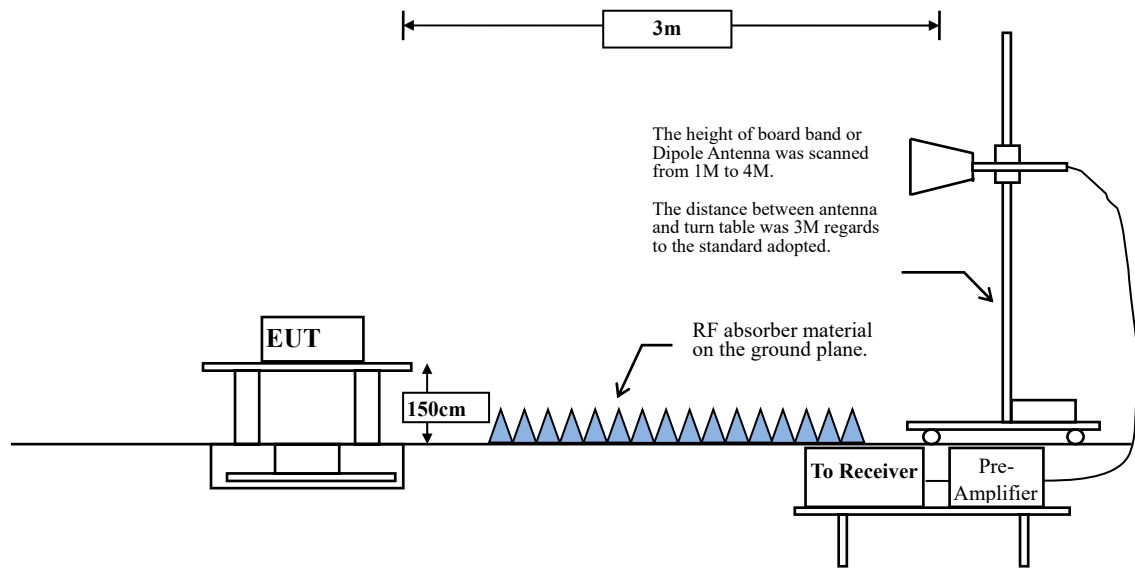 3m
The height of board band or
Dipole Antenna was scanned
from 1M to 4M.
The distance between antenna
and turn table was 3M regards
to the standard adopted.
RF absorber material
on the ground plane.
EUT
150cm
To Receiver
Pre-
Amplifier